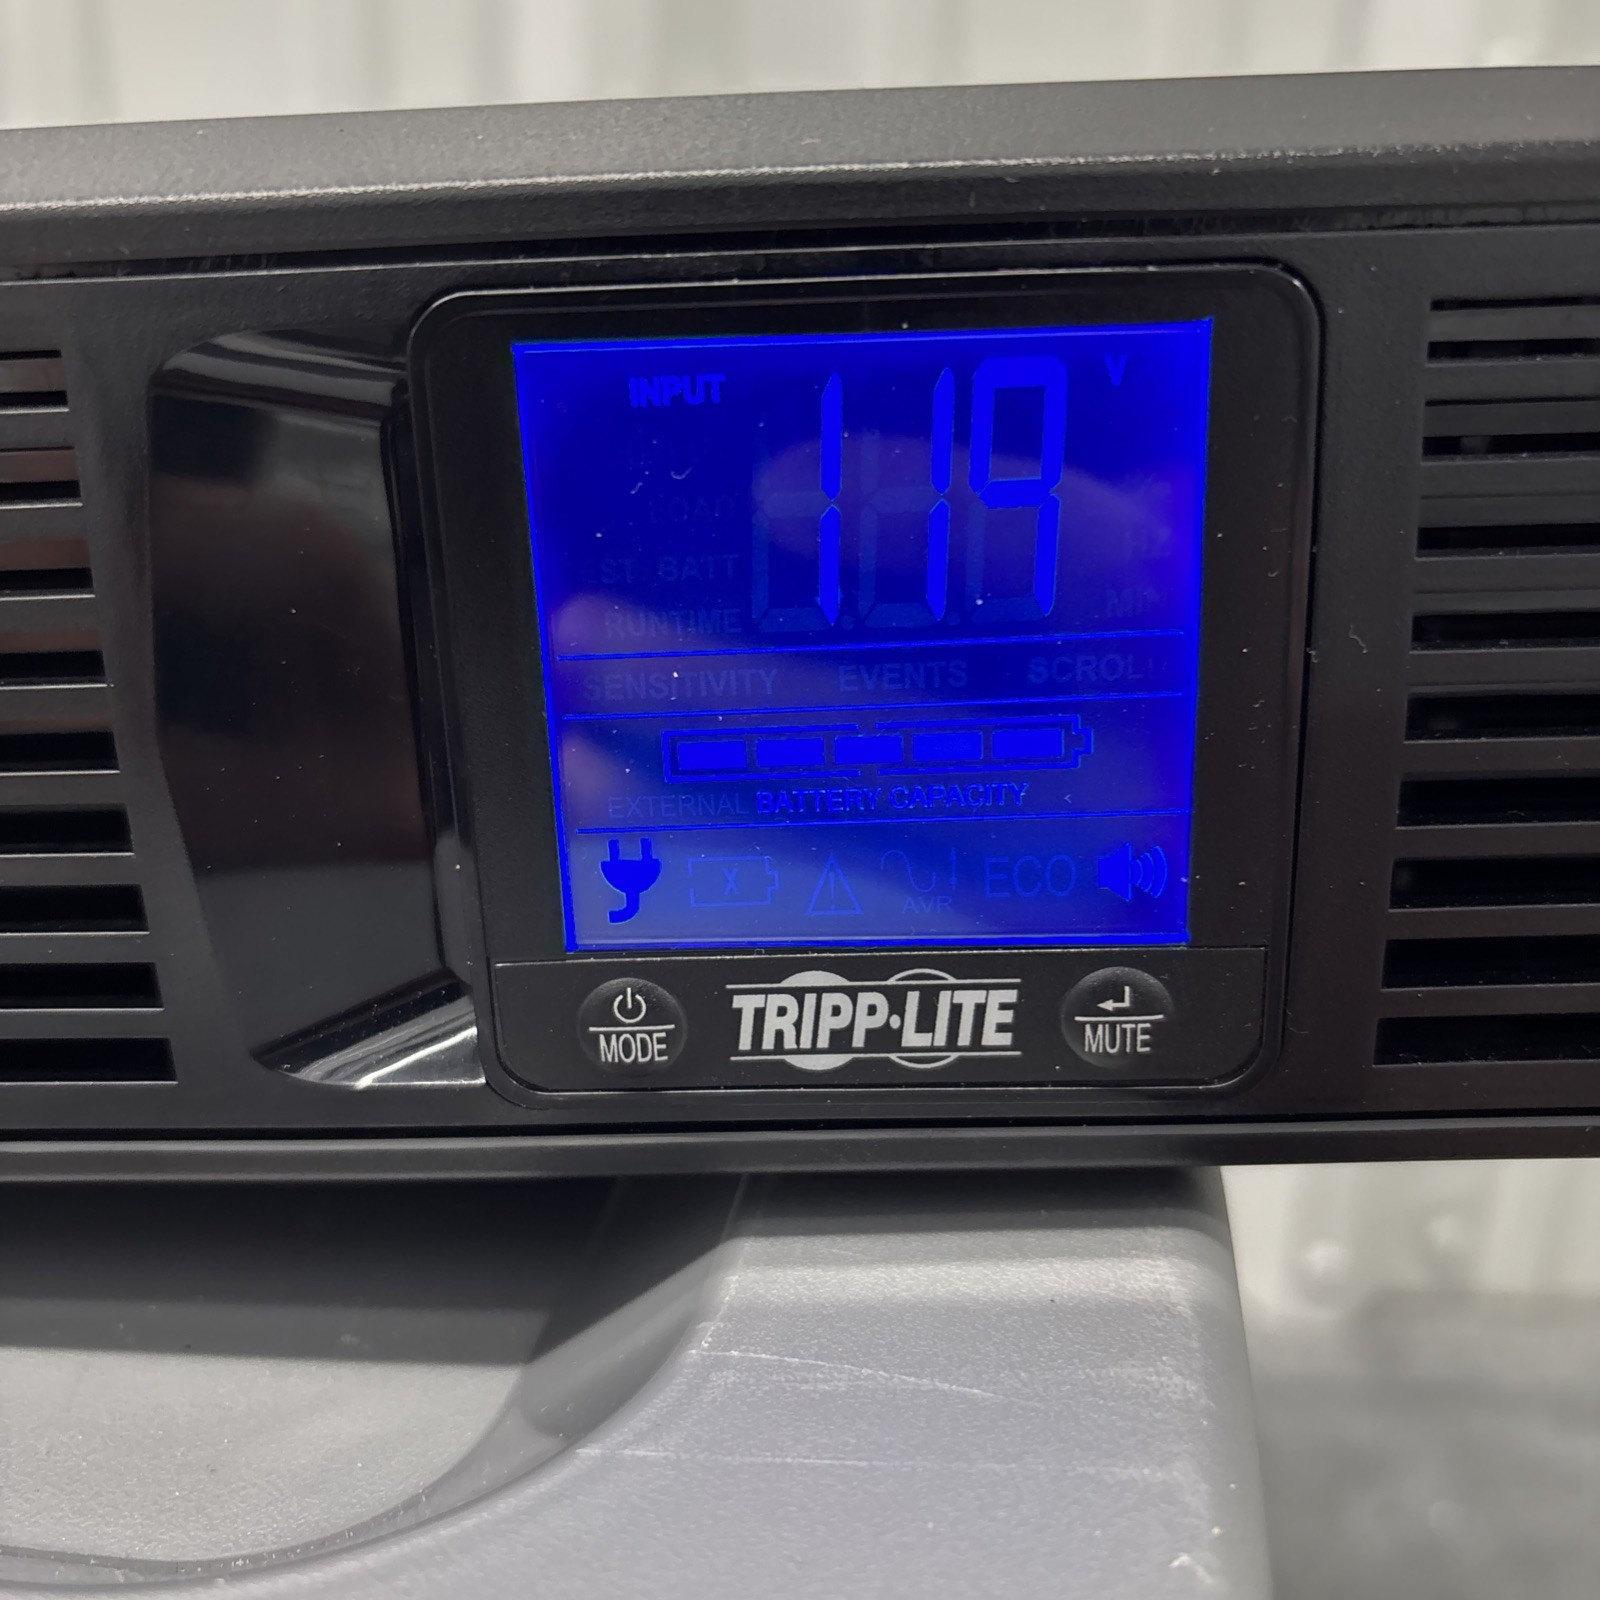 INPUT 119 V
LOAD
EST. BATT
RUNTIME MIN
SENSITIVITY EVENTS SCROLL
EXTERNAL BATTERY CAPACITY
X ! AVR ECO
MODE TRIPP·LITE MUTE